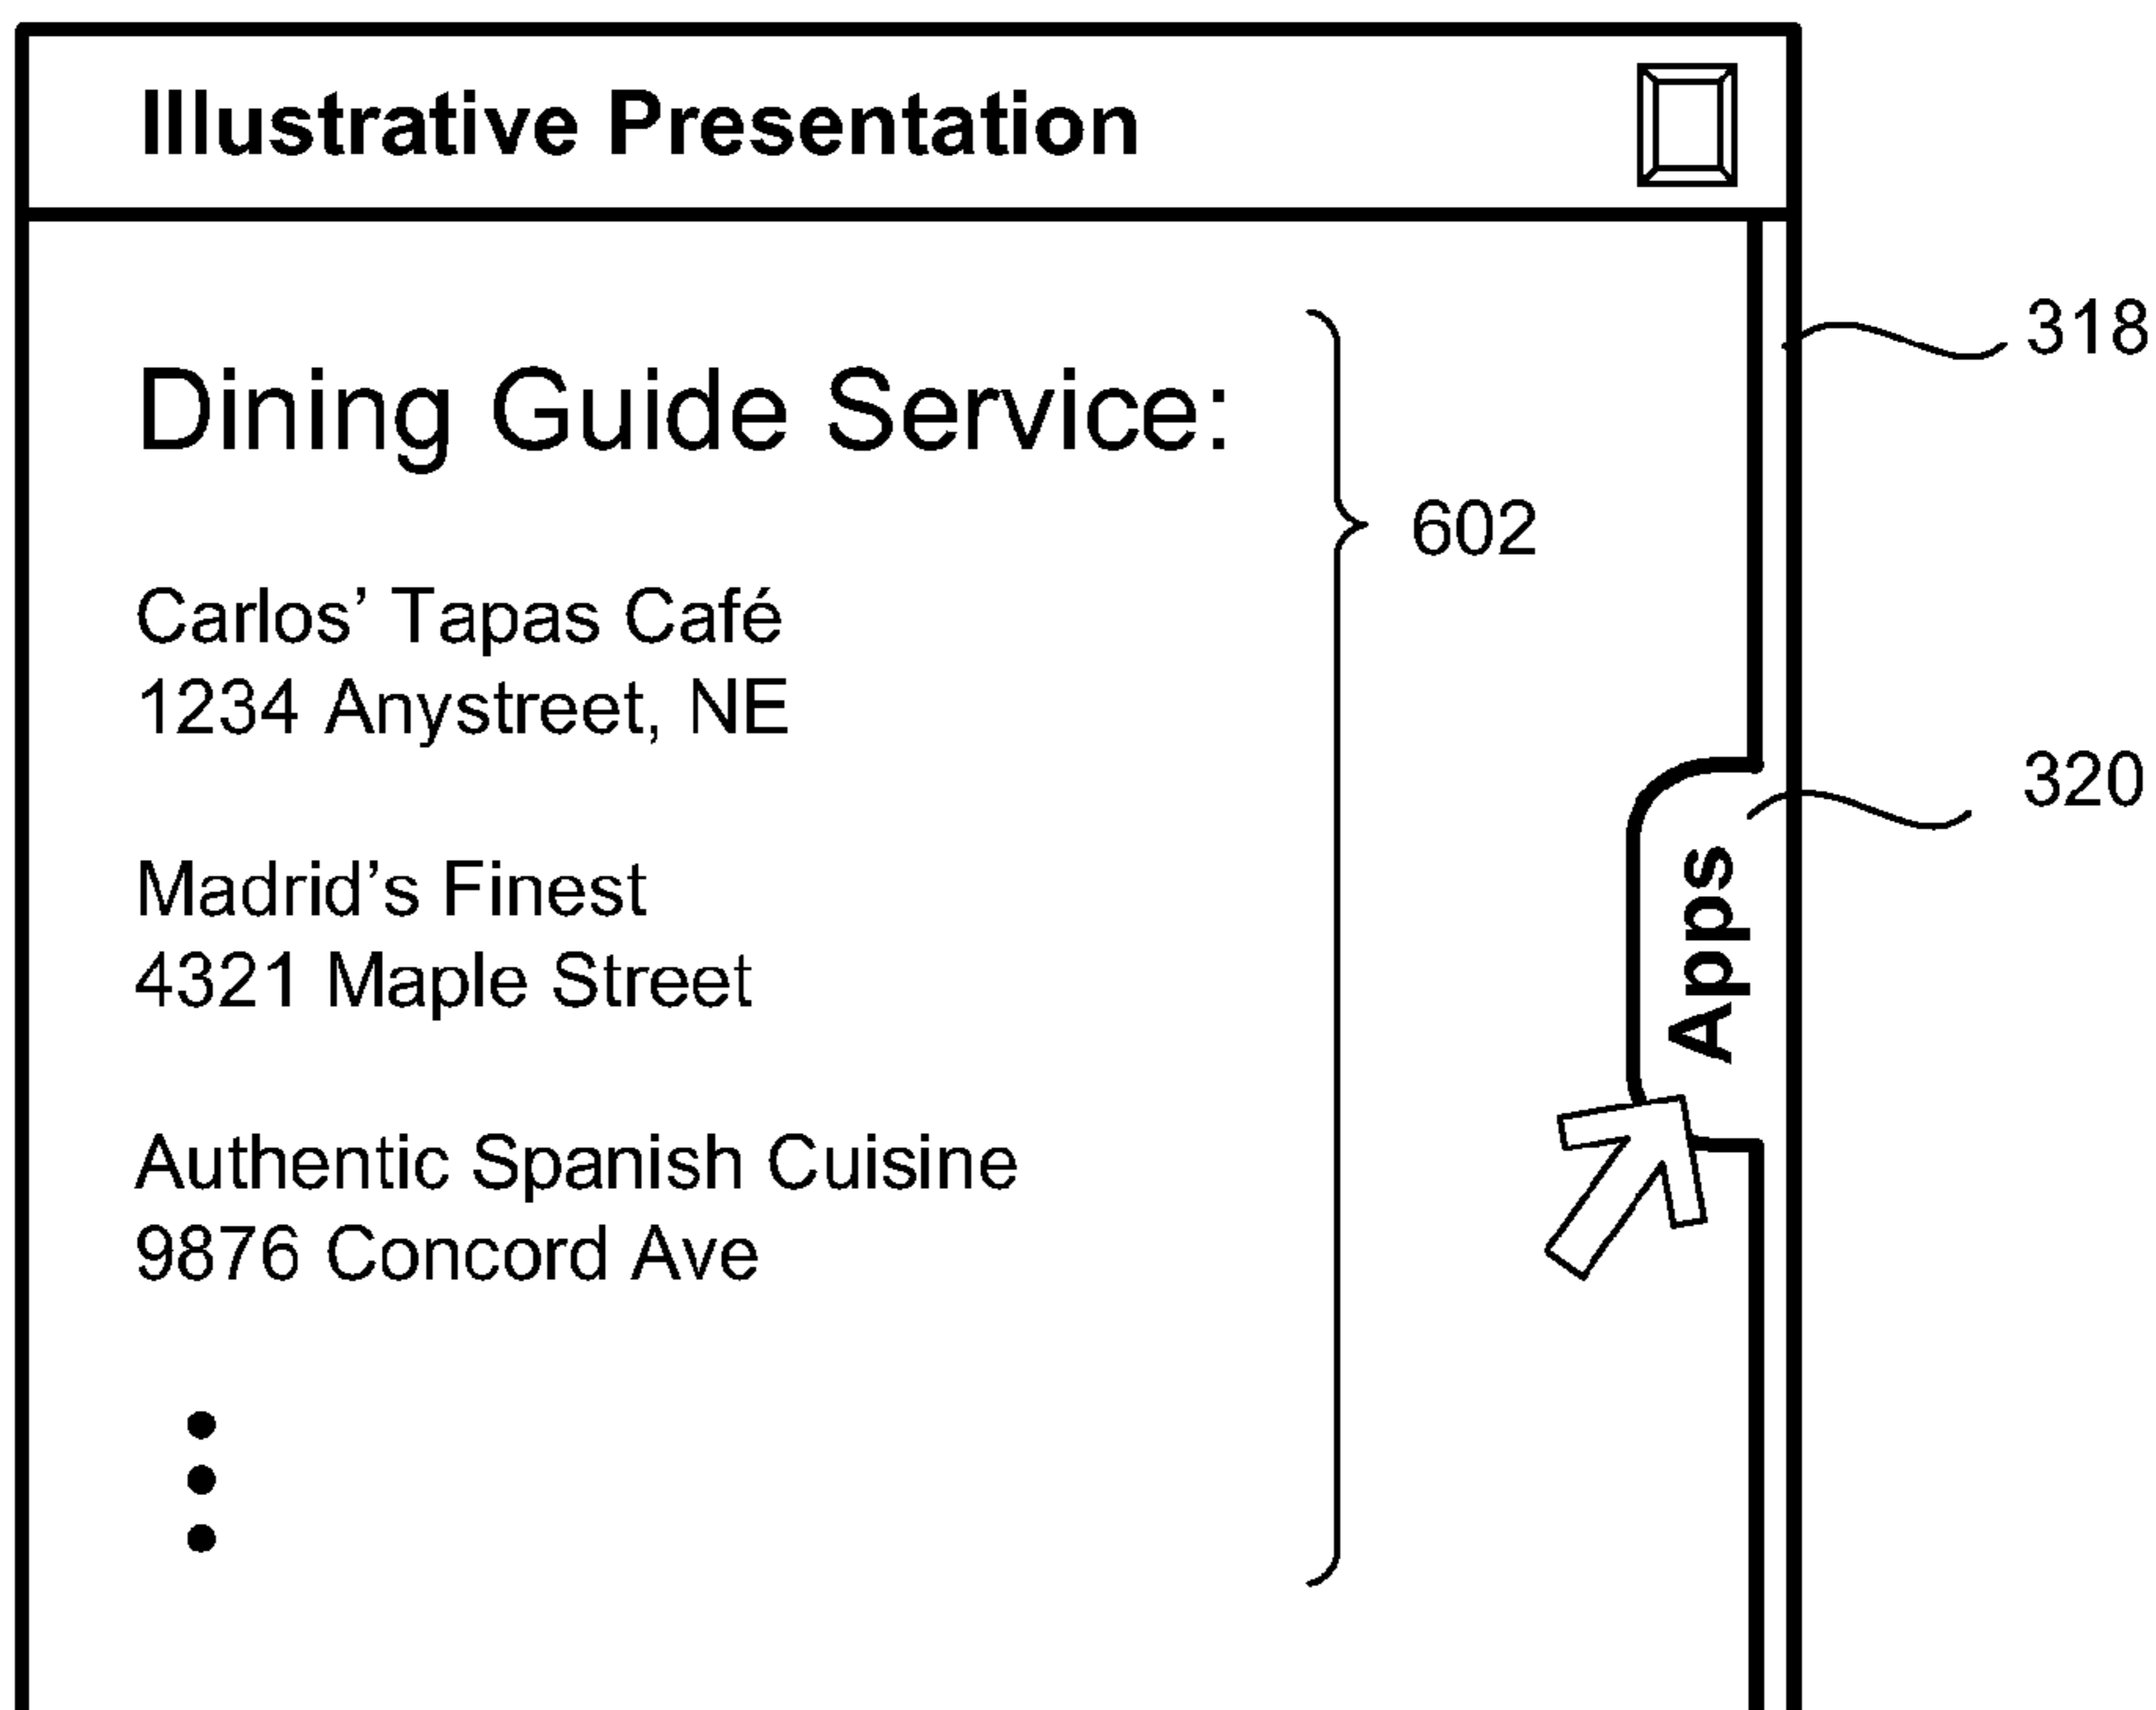 Illustrative Presentation
318
Dining Guide Service:
602
Carlos’ Tapas Café
1234 Anystreet, NE
320
Madrid’s Finest
4321 Maple Street
Apps
Authentic Spanish Cuisine
9876 Concord Ave